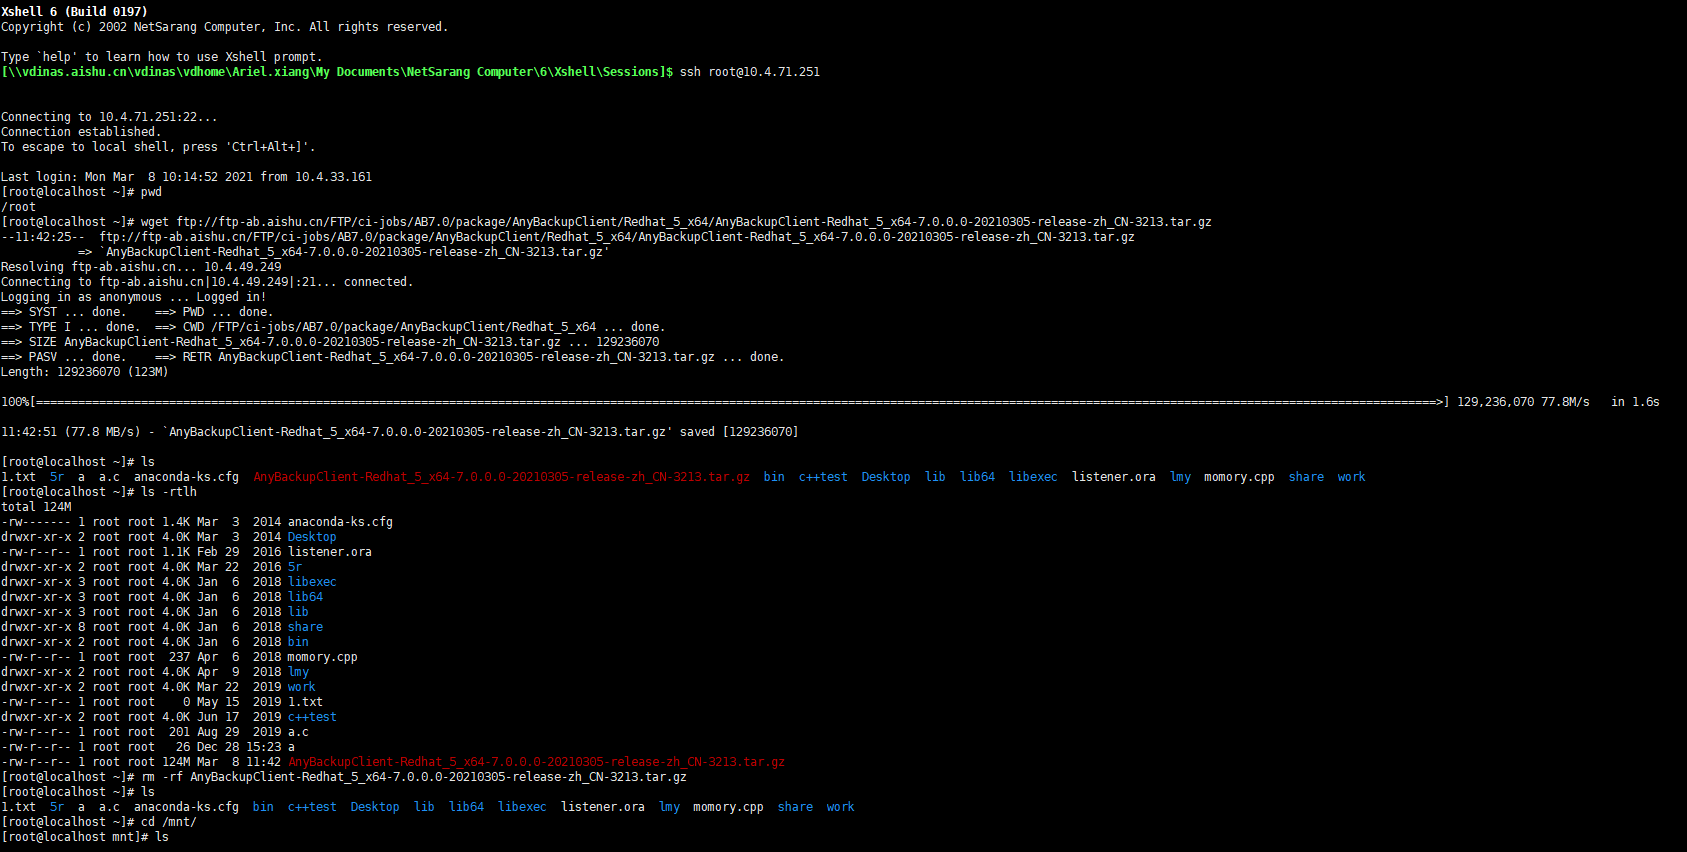 Xshell 6 (Build 0197)
Copyright (c) 2002 NetSarang Computer, Inc. All rights reserved.
Type `help' to learn how to use Xshell prompt.
[\\vdinas.aishu.cn\vdinas\vdhome\Ariel.xiang\My Documents\NetSarang Computer\6\Xshell\Sessions]$ ssh root@10.4.71.251
Connecting to 10.4.71.251:22...
Connection established.
To escape to local shell, press 'Ctrl+Alt+]'.
Last login: Mon Mar  8 10:14:52 2021 from 10.4.33.161
[root@localhost ~]# pwd
/root
[root@localhost ~]# wget ftp://ftp-ab.aishu.cn/FTP/ci-jobs/AB7.0/package/AnyBackupClient/Redhat_5_x64/AnyBackupClient-Redhat_5_x64-7.0.0.0-20210305-release-zh_CN-3213.tar.gz
--11:42:25--  ftp://ftp-ab.aishu.cn/FTP/ci-jobs/AB7.0/package/AnyBackupClient/Redhat_5_x64/AnyBackupClient-Redhat_5_x64-7.0.0.0-20210305-release-zh_CN-3213.tar.gz
           => `AnyBackupClient-Redhat_5_x64-7.0.0.0-20210305-release-zh_CN-3213.tar.gz'
Resolving ftp-ab.aishu.cn... 10.4.49.249
Connecting to ftp-ab.aishu.cn|10.4.49.249|:21... connected.
Logging in as anonymous ... Logged in!
==> SYST ... done.    ==> PWD ... done.
==> TYPE I ... done.  ==> CWD /FTP/ci-jobs/AB7.0/package/AnyBackupClient/Redhat_5_x64 ... done.
==> SIZE AnyBackupClient-Redhat_5_x64-7.0.0.0-20210305-release-zh_CN-3213.tar.gz ... 129236070
==> PASV ... done.    ==> RETR AnyBackupClient-Redhat_5_x64-7.0.0.0-20210305-release-zh_CN-3213.tar.gz ... done.
Length: 129236070 (123M)
100%[========================================================================================================================================================================================================>] 129,236,070 77.8M/s   in 1.6s
11:42:51 (77.8 MB/s) - `AnyBackupClient-Redhat_5_x64-7.0.0.0-20210305-release-zh_CN-3213.tar.gz' saved [129236070]
[root@localhost ~]# ls
1.txt  5r  a  a.c  anaconda-ks.cfg  AnyBackupClient-Redhat_5_x64-7.0.0.0-20210305-release-zh_CN-3213.tar.gz  bin  c++test  Desktop  lib  lib64  libexec  listener.ora  lmy  momory.cpp  share  work
[root@localhost ~]# ls -rtlh
total 124M
-rw------- 1 root root 1.4K Mar  3  2014 anaconda-ks.cfg
drwxr-xr-x 2 root root 4.0K Mar  3  2014 Desktop
-rw-r--r-- 1 root root 1.1K Feb 29  2016 listener.ora
drwxr-xr-x 2 root root 4.0K Mar 22  2016 5r
drwxr-xr-x 3 root root 4.0K Jan  6  2018 libexec
drwxr-xr-x 3 root root 4.0K Jan  6  2018 lib64
drwxr-xr-x 3 root root 4.0K Jan  6  2018 lib
drwxr-xr-x 8 root root 4.0K Jan  6  2018 share
drwxr-xr-x 2 root root 4.0K Jan  6  2018 bin
-rw-r--r-- 1 root root  237 Apr  6  2018 momory.cpp
drwxr-xr-x 2 root root 4.0K Apr  9  2018 lmy
drwxr-xr-x 2 root root 4.0K Mar 22  2019 work
-rw-r--r-- 1 root root    0 May 15  2019 1.txt
drwxr-xr-x 2 root root 4.0K Jun 17  2019 c++test
-rw-r--r-- 1 root root  201 Aug 29  2019 a.c
-rw-r--r-- 1 root root   26 Dec 28 15:23 a
-rw-r--r-- 1 root root 124M Mar  8 11:42 AnyBackupClient-Redhat_5_x64-7.0.0.0-20210305-release-zh_CN-3213.tar.gz
[root@localhost ~]# rm -rf AnyBackupClient-Redhat_5_x64-7.0.0.0-20210305-release-zh_CN-3213.tar.gz
[root@localhost ~]# ls
1.txt  5r  a  a.c  anaconda-ks.cfg  bin  c++test  Desktop  lib  lib64  libexec  listener.ora  lmy  momory.cpp  share  work
[root@localhost ~]# cd /mnt/
[root@localhost mnt]# ls